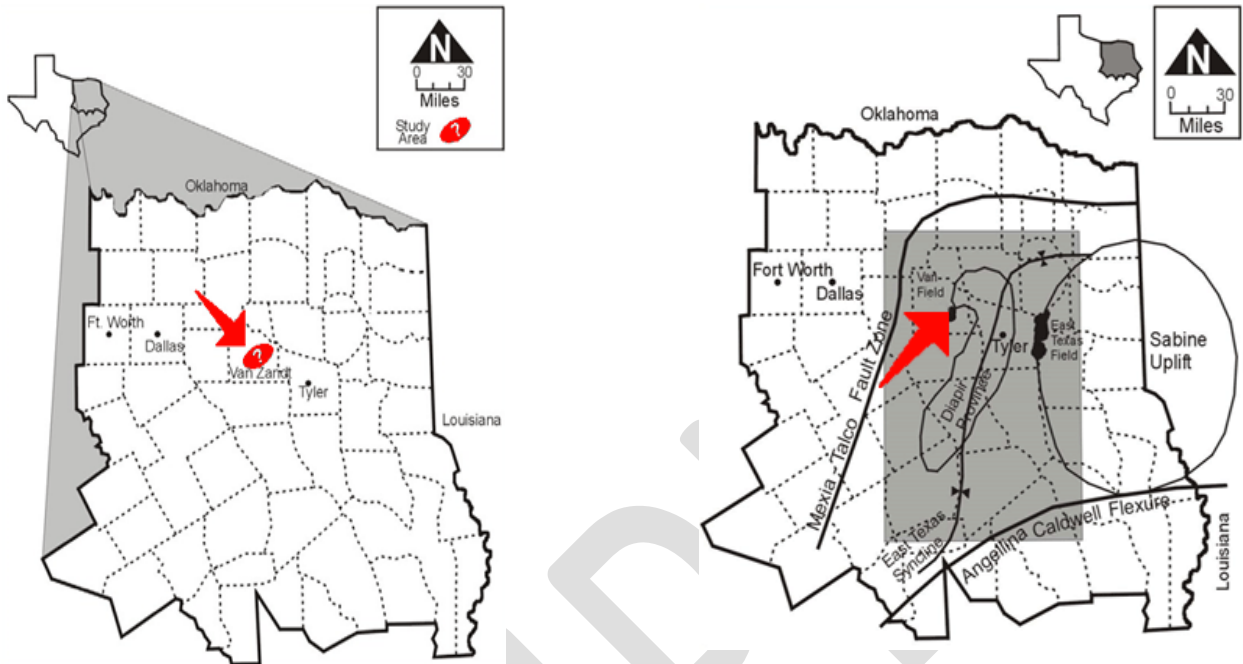 N
0 30
Miles
Study
Area ?
Oklahoma
Ft. Worth
Dallas
?
Van Zandt
Tyler
Louisiana
N
0 30
Miles
Oklahoma
Fort Worth
Dallas
Van
Field
Tyler
East
Texas
Field
Sabine
Uplift
Mexia - Talco Fault Zone
Diapir
Province
East Texas
Syncline
Angellina Caldwell Flexure
Louisiana